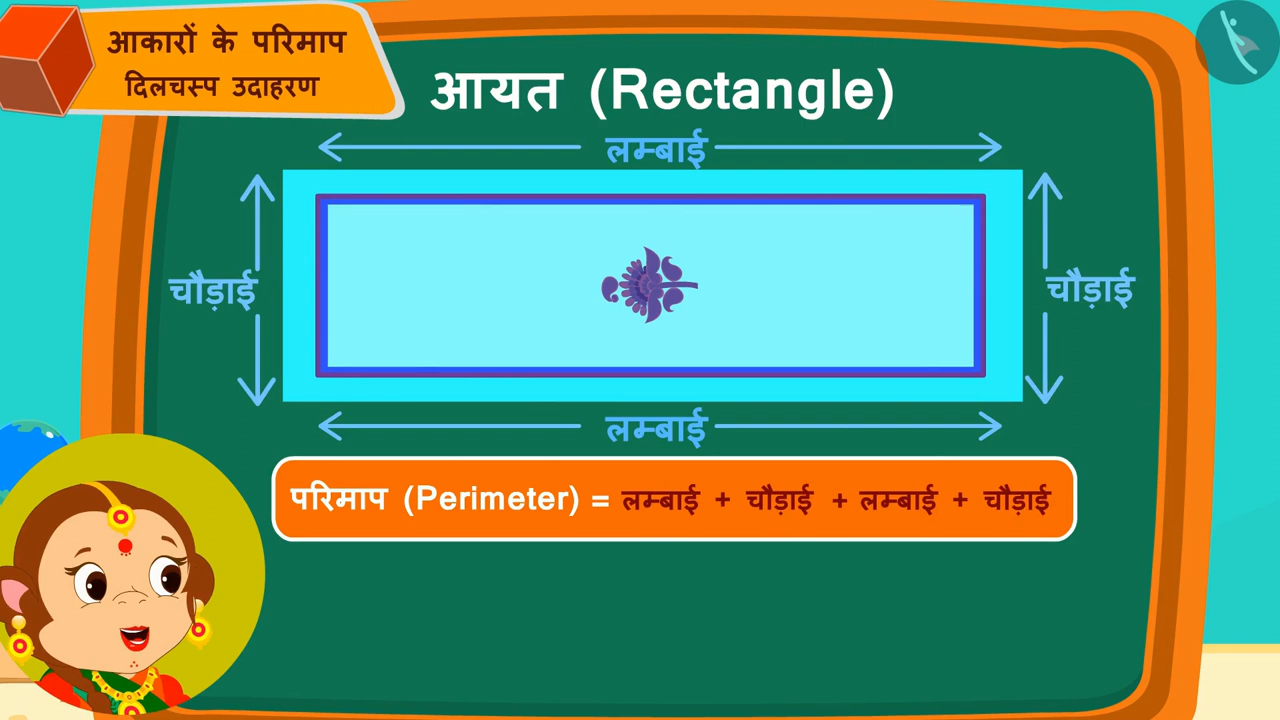 आकारों के परिमाप
दिलचस्प उदाहरण
आयत (Rectangle)
लम्बाई
चौड़ाई
चौड़ाई
लम्बाई
परिमाप (Perimeter) = लम्बाई + चौड़ाई + लम्बाई + चौड़ाई